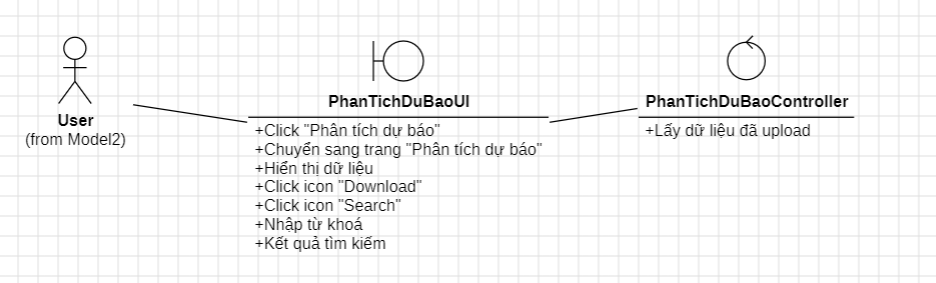 User
(from Model2)
PhanTichDuBaoUI
+Click "Phân tích dự báo"
+Chuyển sang trang "Phân tích dự báo"
+Hiển thị dữ liệu
+Click icon "Download"
+Click icon "Search"
+Nhập từ khoá
+Kết quả tìm kiếm
PhanTichDuBaoController
+Lấy dữ liệu đã upload